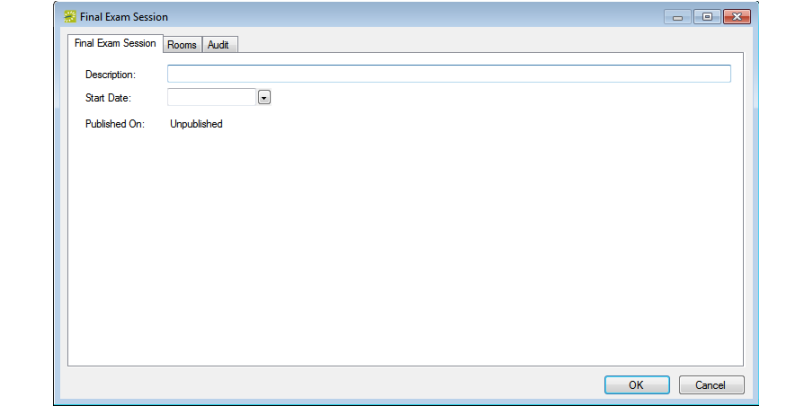 Final Exam Session
Final Exam Session Rooms Audit
Description:
Start Date:
Published On: Unpublished
OK Cancel